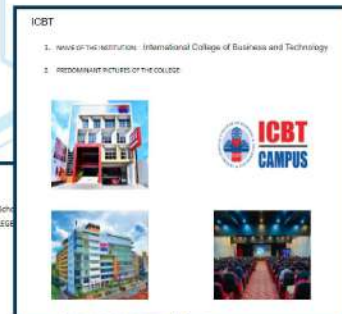 ICBT
1. NAME OF THE INSTITUTION: International College of Business and Technology
2. PREDOMINANT PICTURES OF THE COLLEGE
ICBT
CAMPUS